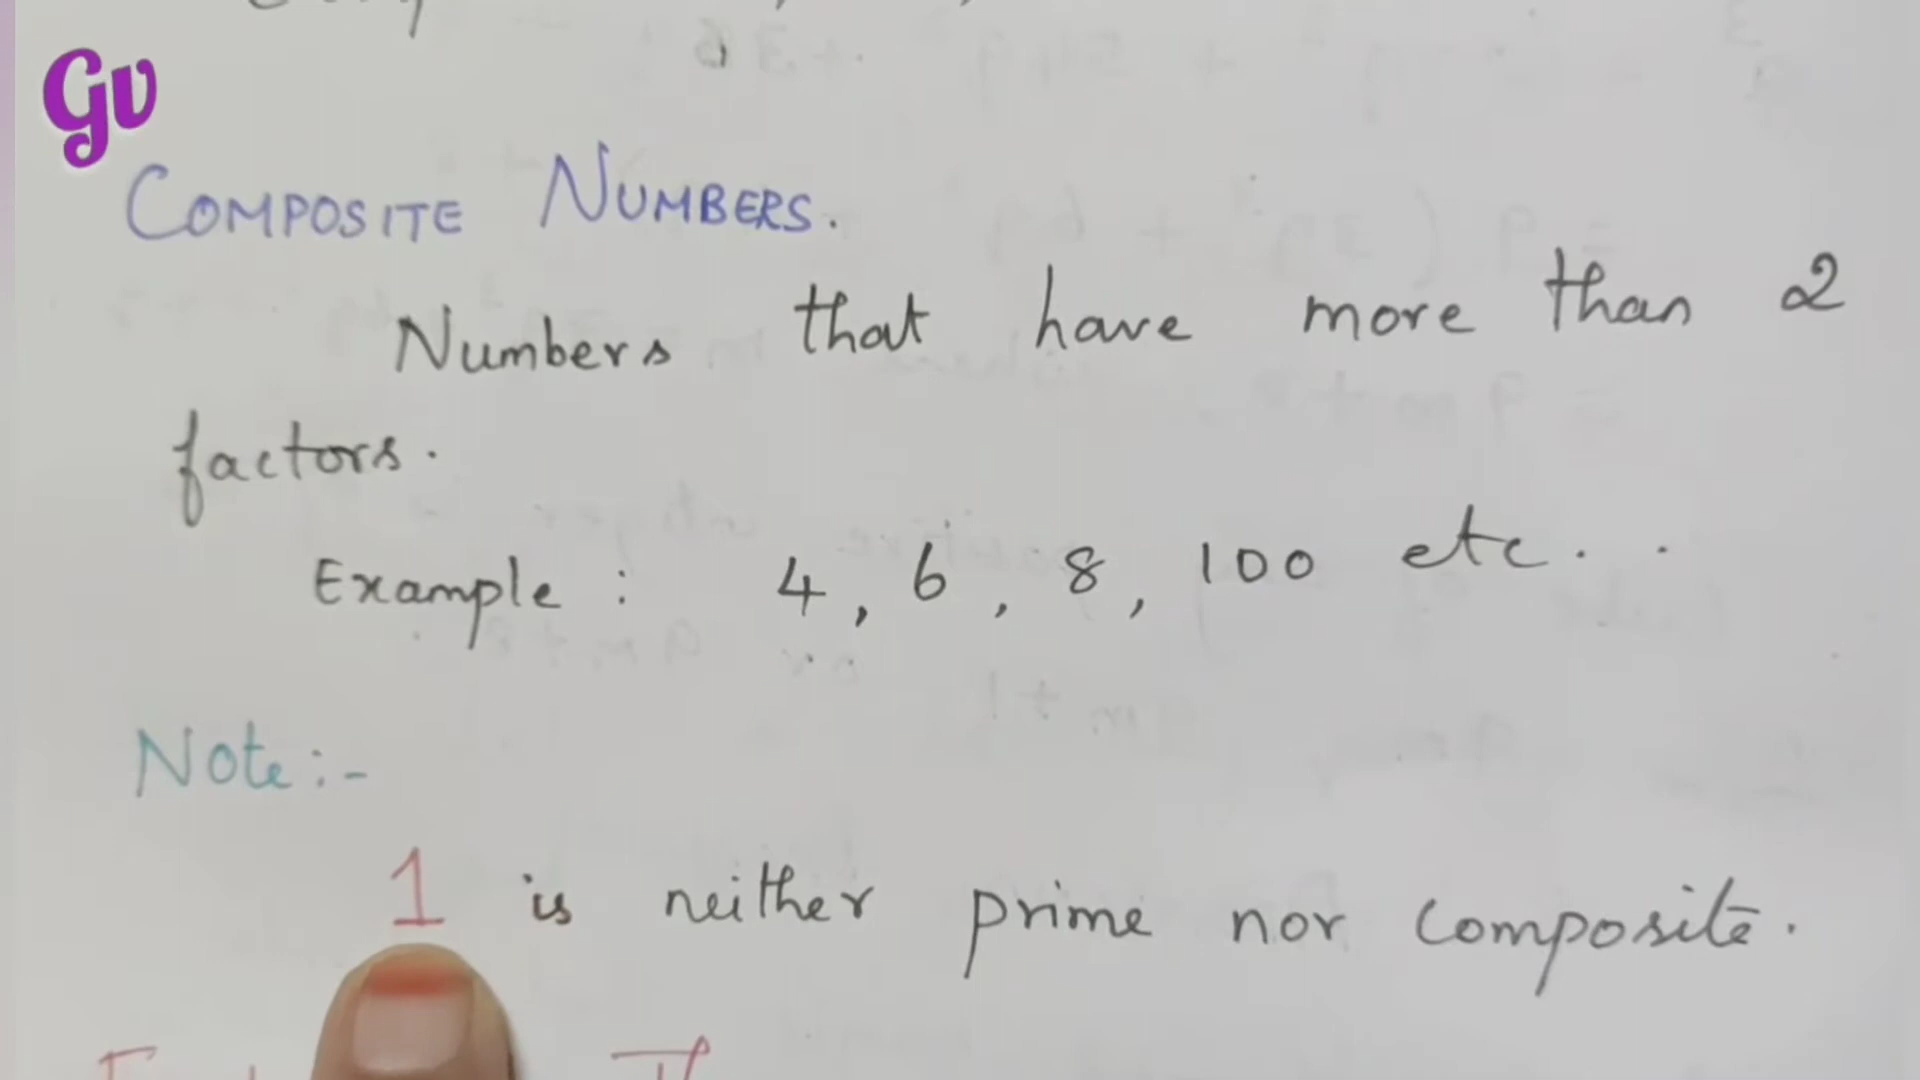 Gv
COMPOSITE NUMBERS.
Numbers that have more than 2
factors.
Example : 4, 6, 8, 100 etc..
Note:-
1 is neither prime nor composite.